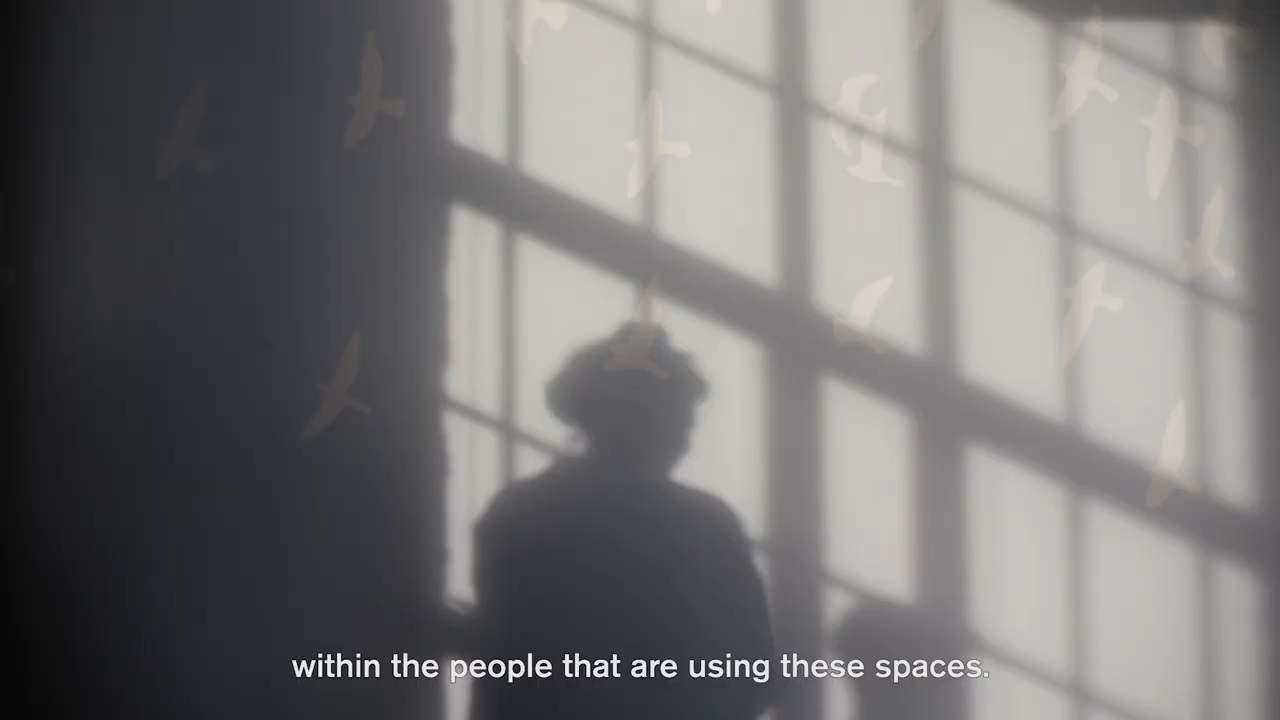 within the people that are using these spaces.